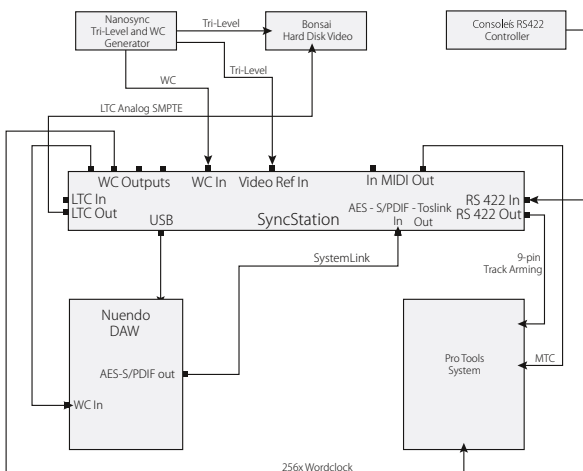 Nanosync
Tri-Level and WC
Generator
Tri-Level
Bonsai
Hard Disk Video
Console's RS422
Controller
WC
Tri-Level
LTC Analog SMPTE
WC Outputs
WC In
Video Ref In
In MIDI Out
LTC In
LTC Out
USB
SyncStation
AES - S/PDIF - Toslink
In
Out
RS 422 In
RS 422 Out
SystemLink
9-pin
Track Arming
Nuendo
DAW
AES-S/PDIF out
WC In
Pro Tools
System
MTC
256x Wordclock